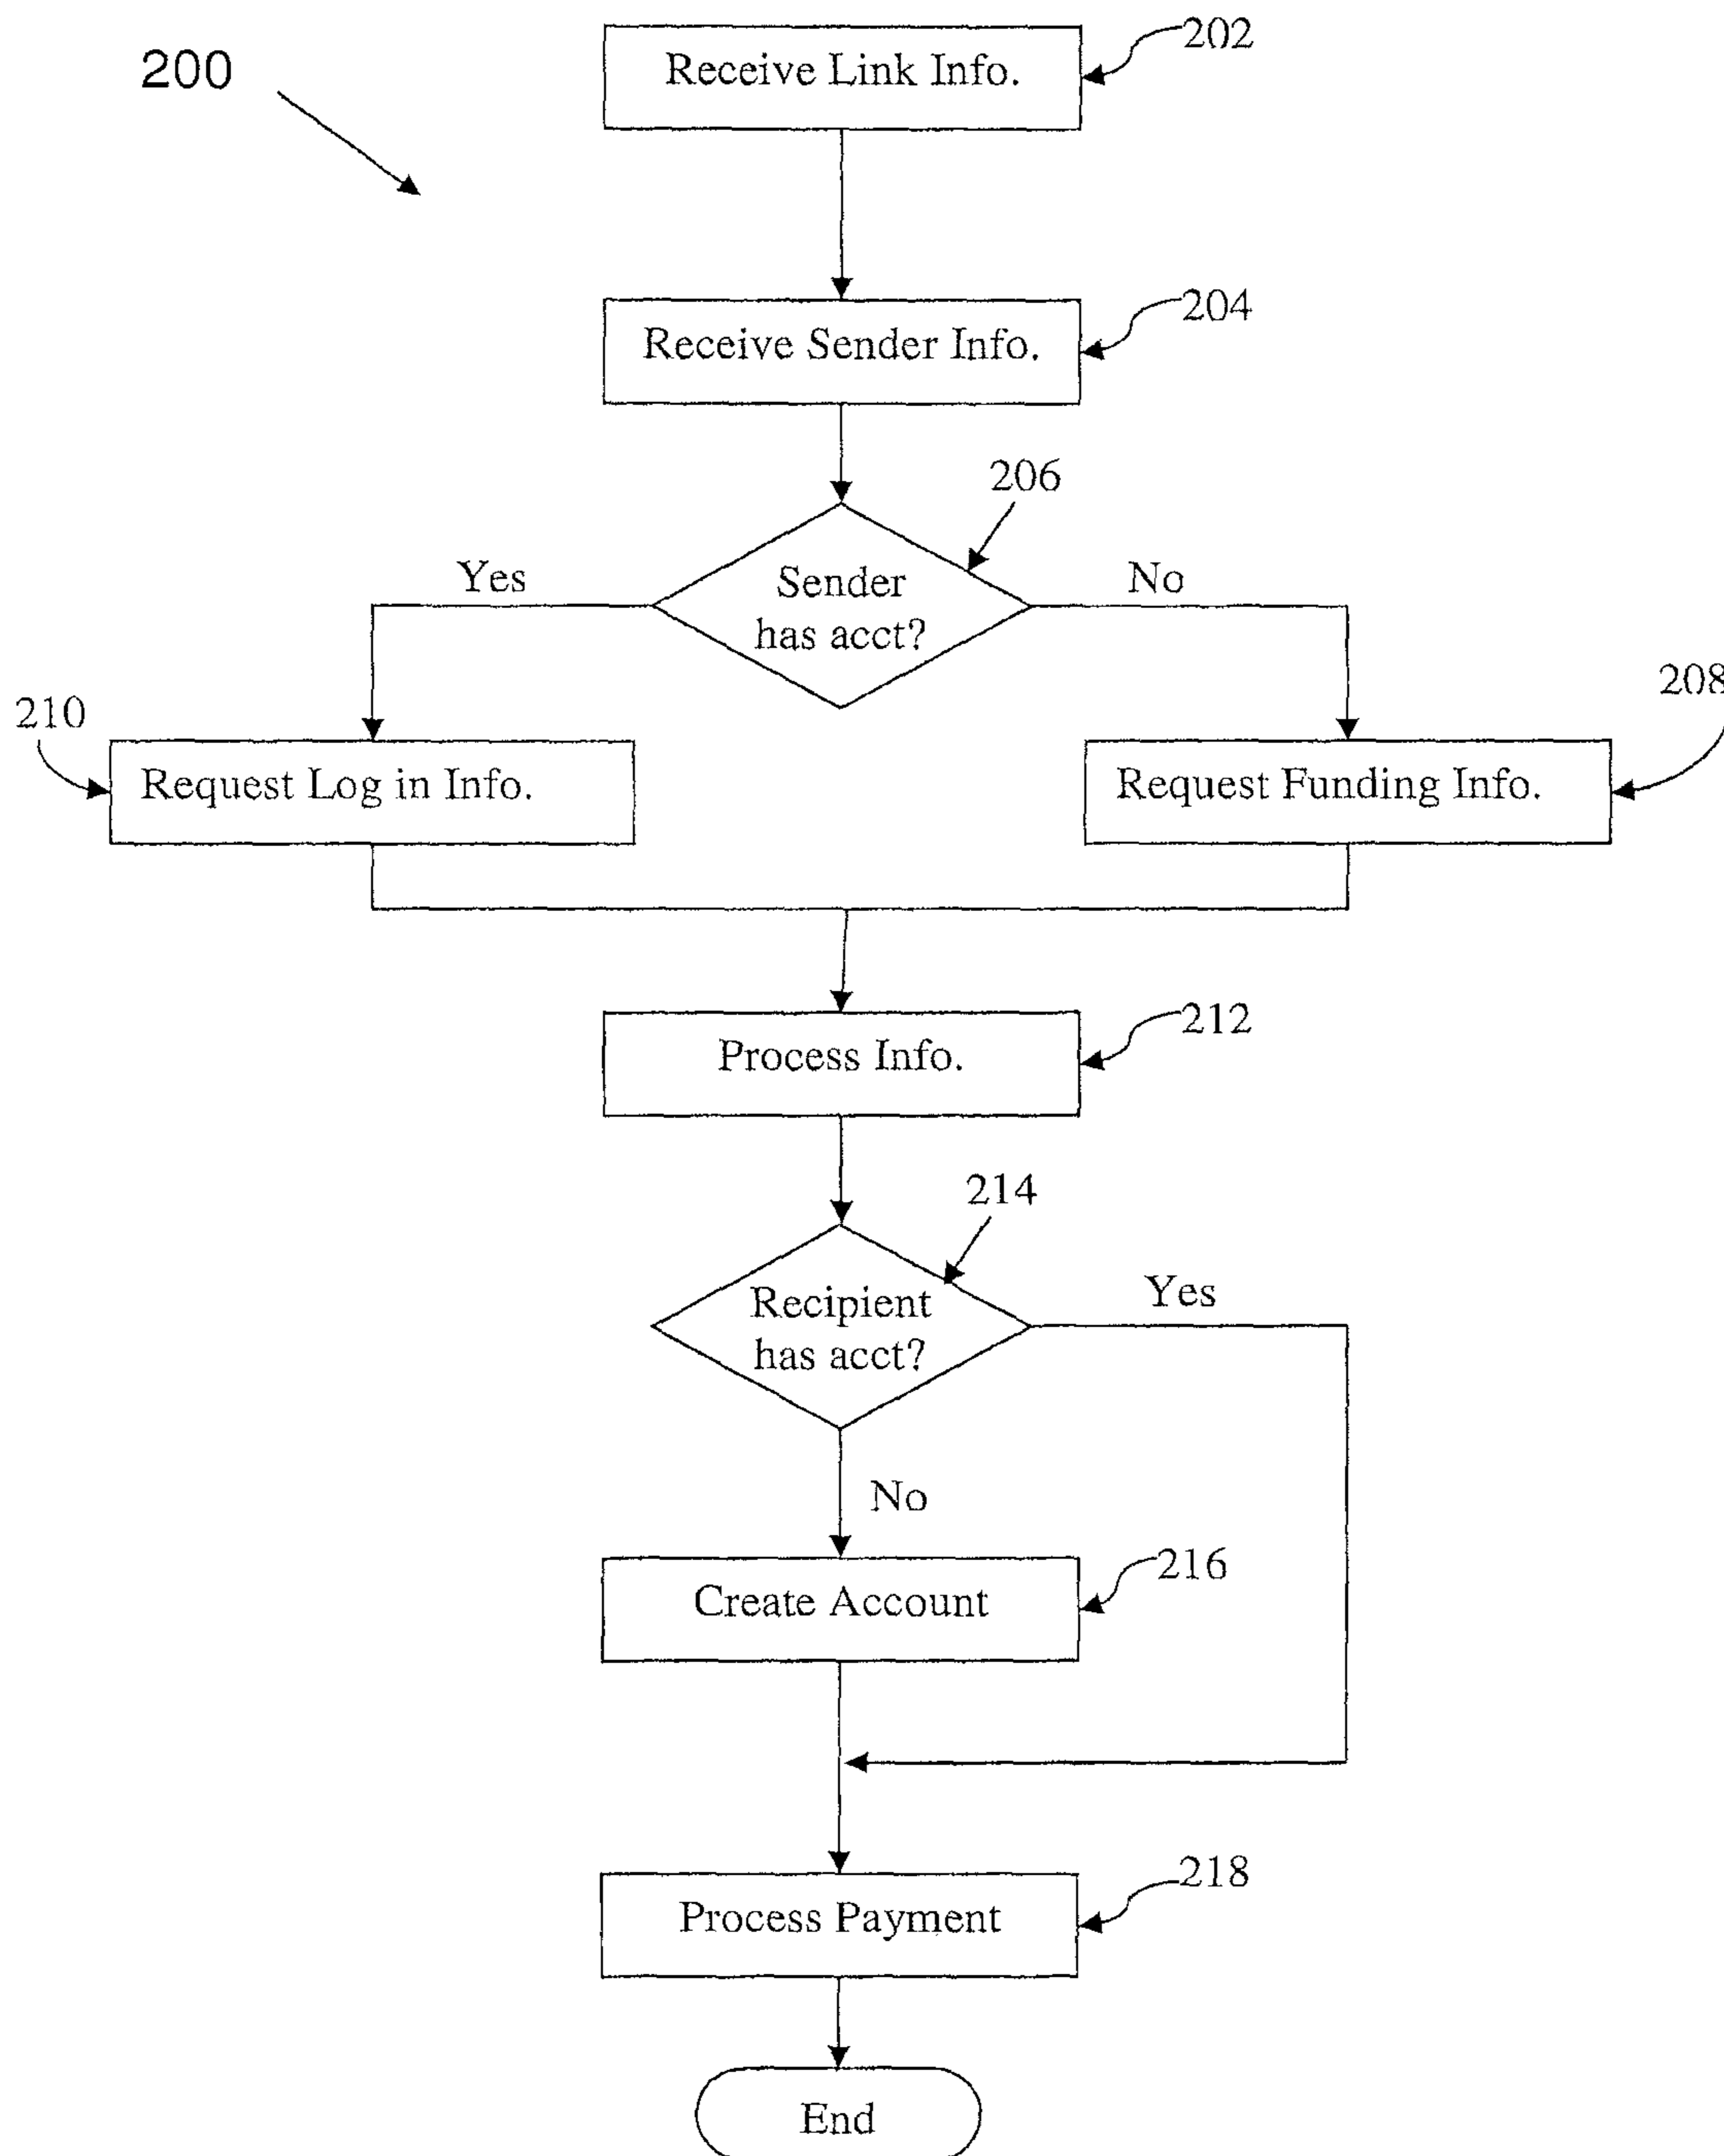 200
202
Receive Link Info.
204
Receive Sender Info.
206
Yes
No
Sender
has acct?
208
210
Request Log in Info.
Request Funding Info.
212
Process Info.
214
Yes
Recipient
has acct?
No
216
Create Account
218
Process Payment
End